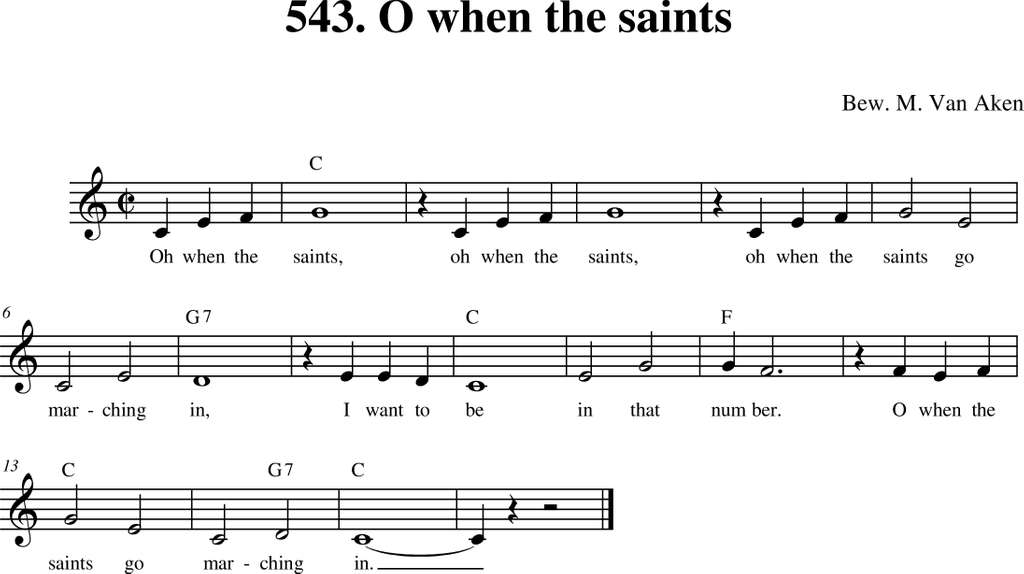 543. O when the saints
Bew. M. Van Aken
C
Oh when the saints, oh when the saints, oh when the saints go
6
G7 C F
mar - ching in, I want to be in that num ber. O when the
13
C G7 C
saints go mar - ching in.